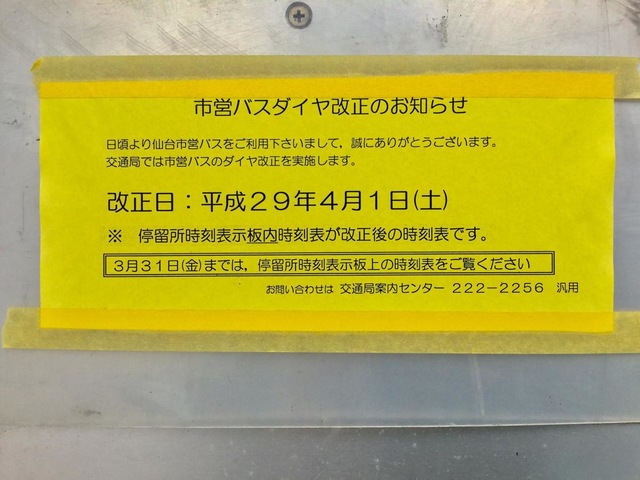 市営バスダイヤ改正のお知らせ
日頃より仙台市営バスをご利用下さいまして，誠にありがとうございます。
交通局では市営バスのダイヤ改正を実施します。
改正日：平成２９年４月１日(土)
※　停留所時刻表示板内時刻表が改正後の時刻表です。
３月３１日(金)までは，停留所時刻表示板上の時刻表をご覧ください
お問い合わせは 交通局案内センター ２２２－２２５６ 汎用